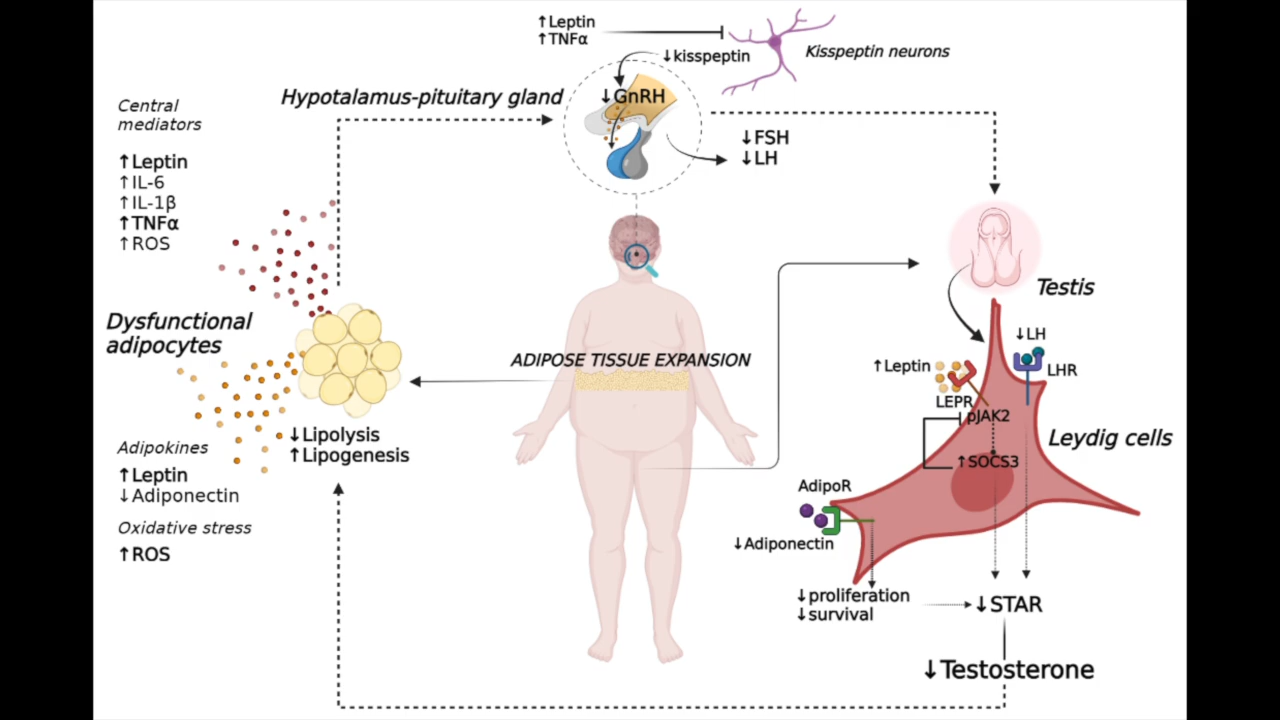 ↑Leptin
↑TNFα
↓kisspeptin
Kisspeptin neurons
Hypotalamus-pituitary gland
↓GnRH
↓FSH
↓LH
Central
mediators
↑Leptin
↑IL-6
↑IL-1β
↑TNFα
↑ROS
Dysfunctional
adipocytes
Adipokines
↑Leptin
↓Adiponectin
Oxidative stress
↑ROS
↓Lipolysis
↑Lipogenesis
ADIPOSE TISSUE EXPANSION
Testis
↓LH
LHR
↑Leptin
LEPR
pJAK2
↑SOCS3
Leydig cells
AdipoR
↓Adiponectin
↓proliferation
↓survival
↓STAR
↓Testosterone